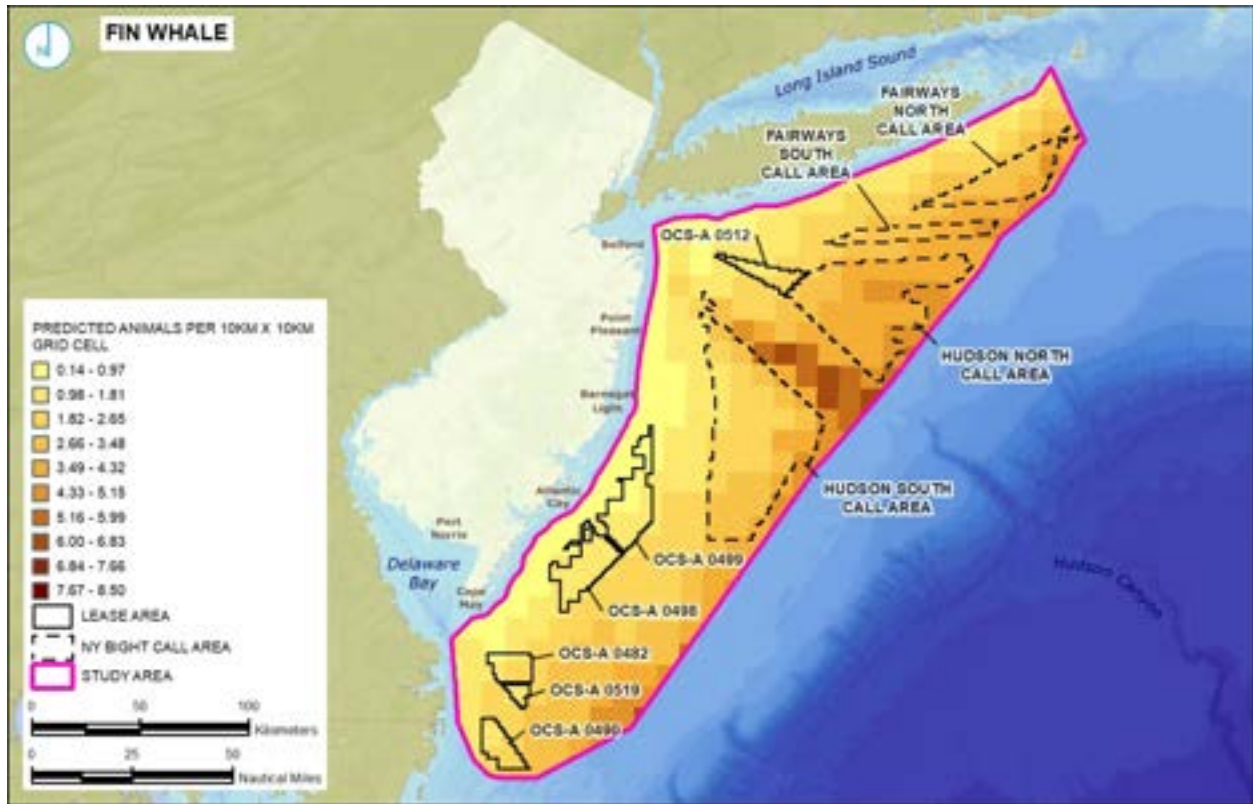 N
FIN WHALE
Long Island Sound
FAIRWAYS
NORTH
CALL AREA
FAIRWAYS
SOUTH
CALL AREA
OCS-A 0512
Belford
Point
Pleasant
Barnegat
Light
HUDSON NORTH
CALL AREA
HUDSON SOUTH
CALL AREA
Atlantic
City
Port
Norris
Delaware
Bay
Cape
May
OCS-A 0499
OCS-A 0498
OCS-A 0482
OCS-A 0519
OCS-A 0490
Hudson Canyon
PREDICTED ANIMALS PER 10KM X 10KM
GRID CELL
0.14 - 0.97
0.98 - 1.81
1.82 - 2.65
2.66 - 3.48
3.49 - 4.32
4.33 - 5.15
5.16 - 5.99
6.00 - 6.83
6.84 - 7.66
7.67 - 8.50
LEASE AREA
NY BIGHT CALL AREA
STUDY AREA
0 50 100
Kilometers
0 25 50
Nautical Miles